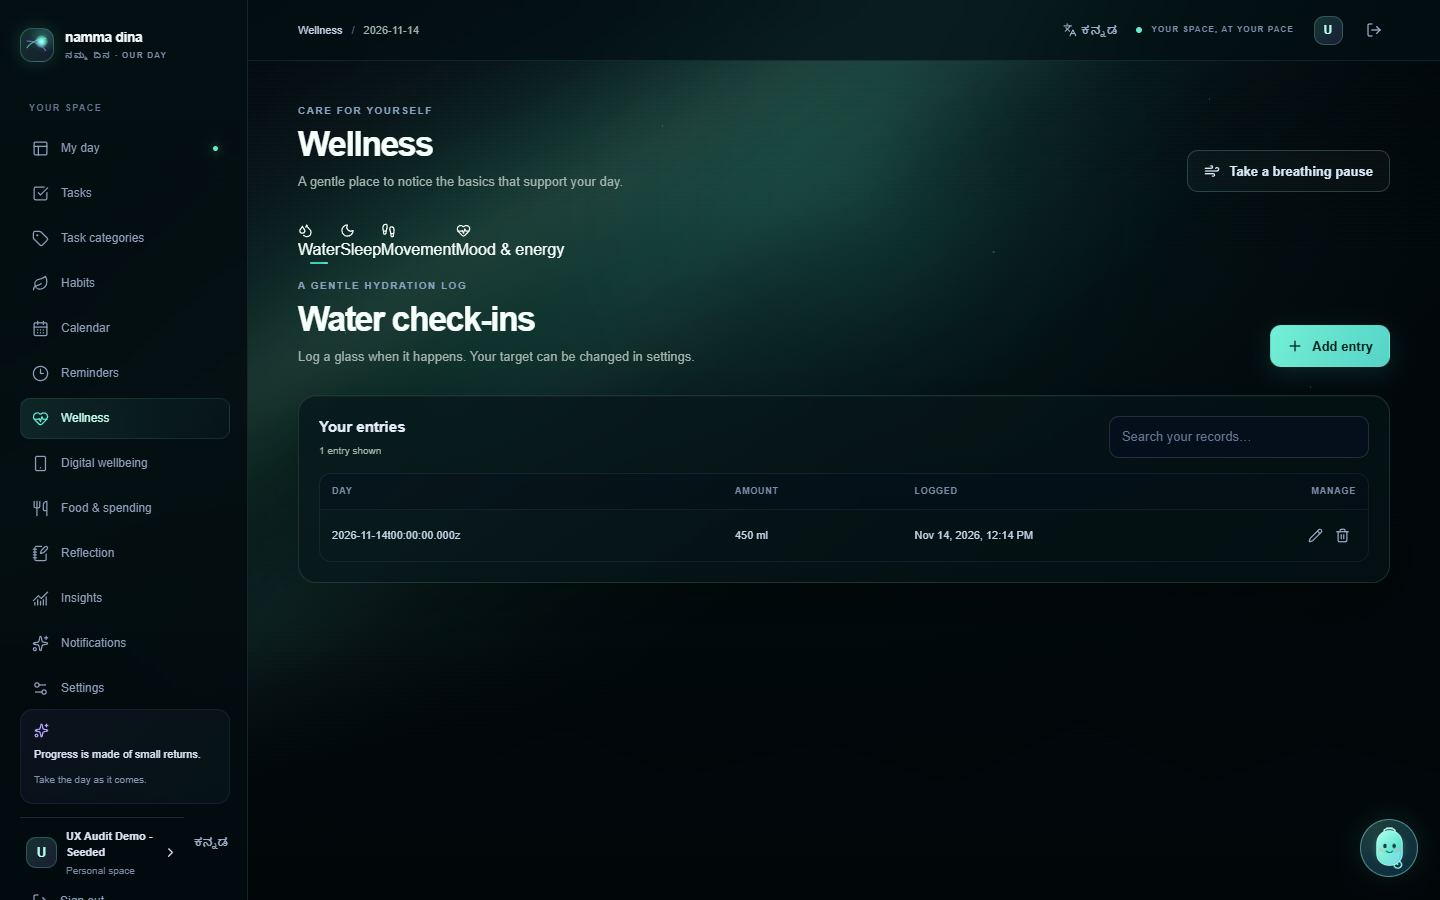 namma dina
ನಮ್ಮ ದಿನ · OUR DAY
YOUR SPACE
My day
Tasks
Task categories
Habits
Calendar
Reminders
Wellness
Digital wellbeing
Food & spending
Reflection
Insights
Notifications
Settings
Progress is made of small returns.
Take the day as it comes.
U
UX Audit Demo - Seeded
Personal space
ಕನ್ನಡ
Sign out
Wellness / 2026-11-14
ಕನ್ನಡ
YOUR SPACE, AT YOUR PACE
U
CARE FOR YOURSELF
Wellness
A gentle place to notice the basics that support your day.
Take a breathing pause
Water Sleep Movement Mood & energy
A GENTLE HYDRATION LOG
Water check-ins
Log a glass when it happens. Your target can be changed in settings.
Add entry
Your entries
1 entry shown
Search your records...
DAY AMOUNT LOGGED MANAGE
2026-11-14t00:00:00.000z 450 ml Nov 14, 2026, 12:14 PM